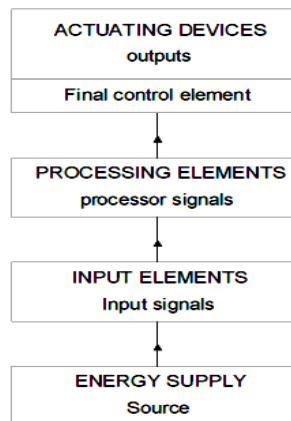 ACTUATING DEVICES
outputs
Final control element
PROCESSING ELEMENTS
processor signals
INPUT ELEMENTS
Input signals
ENERGY SUPPLY
Source